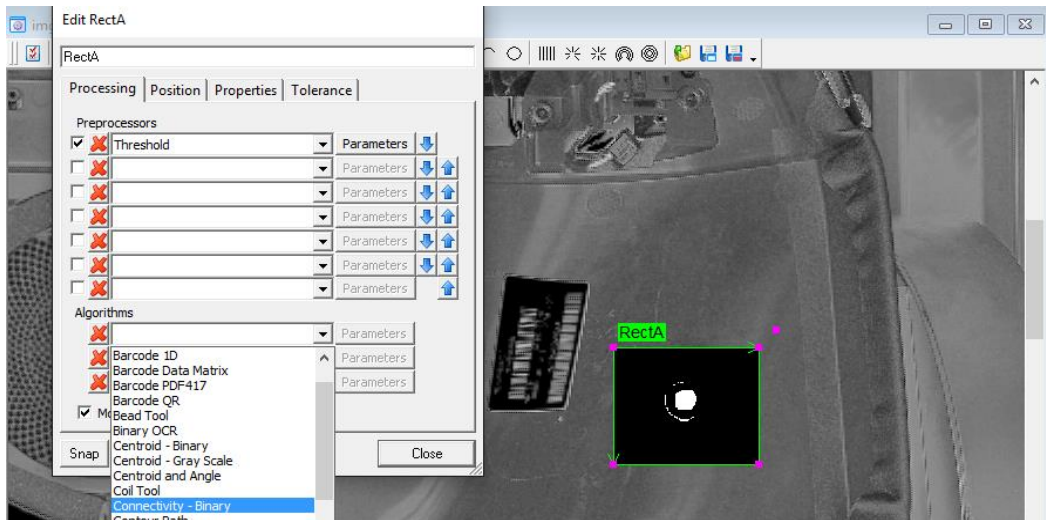 Edit RectA
RectA
Processing Position Properties Tolerance
Preprocessors
Threshold Parameters
Parameters
Parameters
Parameters
Parameters
Parameters
Parameters
Algorithms
Parameters
Barcode 1D Parameters
Barcode Data Matrix
Barcode PDF417 Parameters
Barcode QR
Bead Tool
Binary OCR
Centroid - Binary
Snap Close
Centroid - Gray Scale
Centroid and Angle
Coil Tool
Connectivity - Binary
Contour Path
RectA